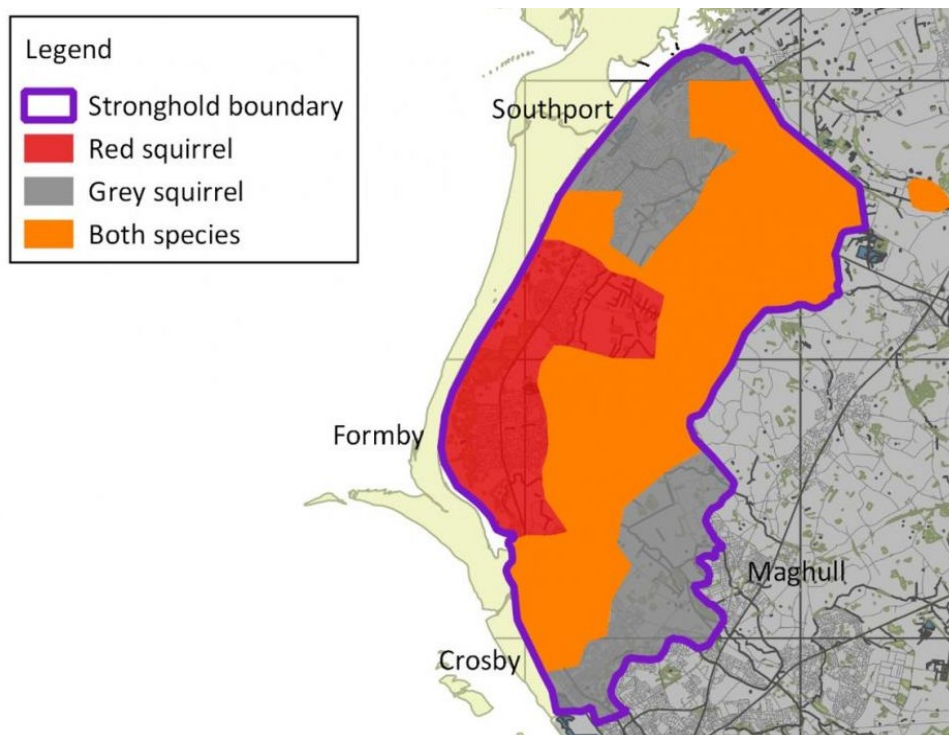 Legend
Stronghold boundary
Red squirrel
Grey squirrel
Both species
Southport
Formby
Maghull
Crosby